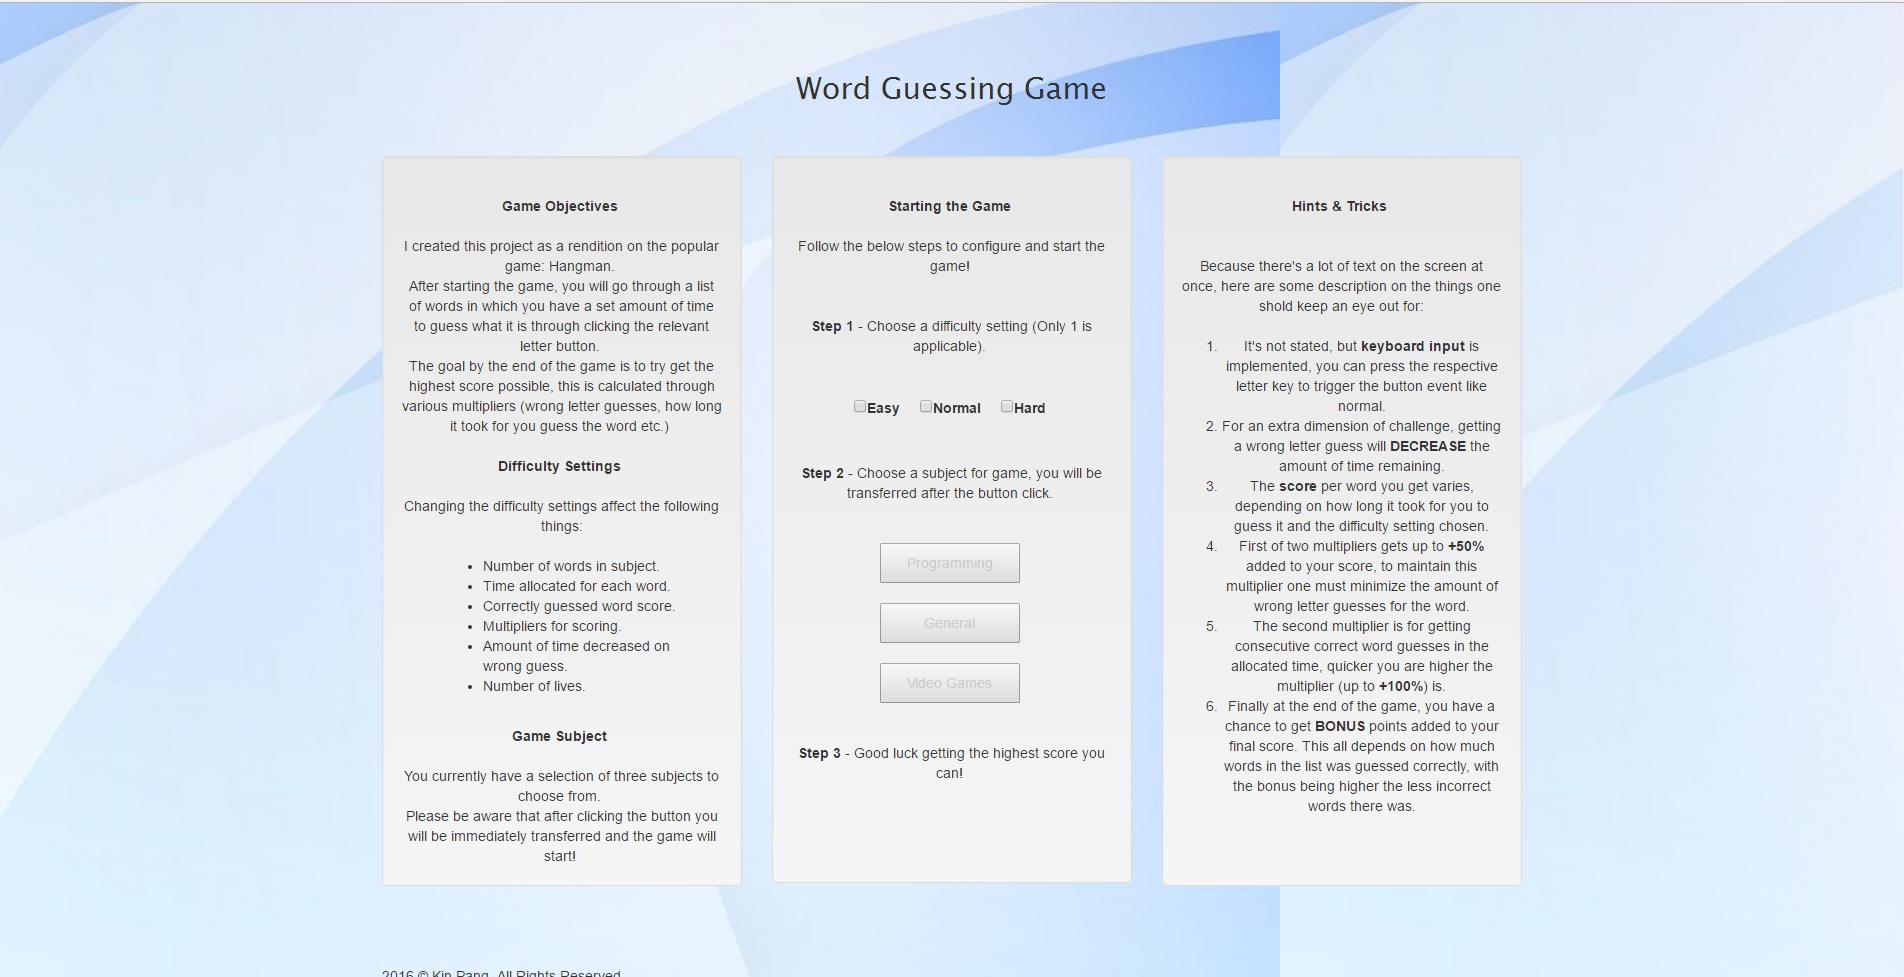 Word Guessing Game
Game Objectives
I created this project as a rendition on the popular
game: Hangman.
After starting the game, you will go through a list
of words in which you have a set amount of time
to guess what it is through clicking the relevant
letter button.
The goal by the end of the game is to try get the
highest score possible, this is calculated through
various multipliers (wrong letter guesses, how long
it took for you guess the word etc.)
Difficulty Settings
Changing the difficulty settings affect the following
things:
• Number of words in subject.
• Time allocated for each word.
• Correctly guessed word score.
• Multipliers for scoring.
• Amount of time decreased on
wrong guess.
• Number of lives.
Game Subject
You currently have a selection of three subjects to
choose from.
Please be aware that after clicking the button you
will be immediately transferred and the game will
start!
Starting the Game
Follow the below steps to configure and start the
game!
Step 1 - Choose a difficulty setting (Only 1 is
applicable).
Easy Normal Hard
Step 2 - Choose a subject for game, you will be
transferred after the button click.
Programming
General
Video Games
Step 3 - Good luck getting the highest score you
can!
Hints & Tricks
Because there's a lot of text on the screen at
once, here are some description on the things one
shold keep an eye out for:
1. It's not stated, but keyboard input is
implemented, you can press the respective
letter key to trigger the button event like
normal.
2. For an extra dimension of challenge, getting
a wrong letter guess will DECREASE the
amount of time remaining.
3. The score per word you get varies,
depending on how long it took for you to
guess it and the difficulty setting chosen.
4. First of two multipliers gets up to +50%
added to your score, to maintain this
multiplier one must minimize the amount of
wrong letter guesses for the word.
5. The second multiplier is for getting
consecutive correct word guesses in the
allocated time, quicker you are higher the
multiplier (up to +100%) is.
6. Finally at the end of the game, you have a
chance to get BONUS points added to your
final score. This all depends on how much
words in the list was guessed correctly, with
the bonus being higher the less incorrect
words there was.
2016 © Kin Pang. All Rights Reserved